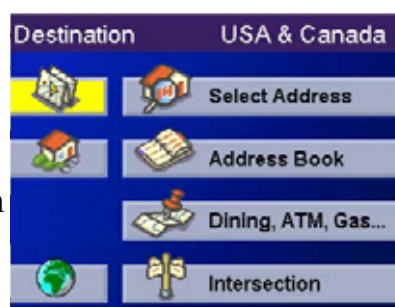 Destination USA & Canada
Select Address
Address Book
Dining, ATM, Gas...
Intersection